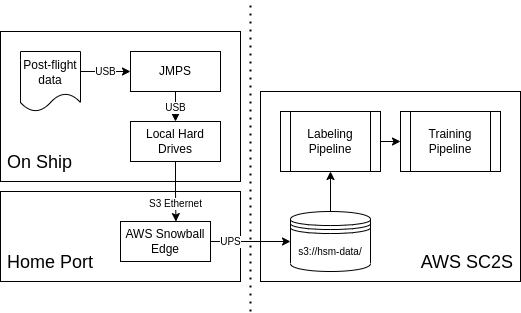 Post-flight
data
USB
JMPS
USB
Local Hard
Drives
On Ship
S3 Ethernet
AWS Snowball
Edge
UPS
Home Port
Labeling
Pipeline
Training
Pipeline
s3://hsm-data/
AWS SC2S